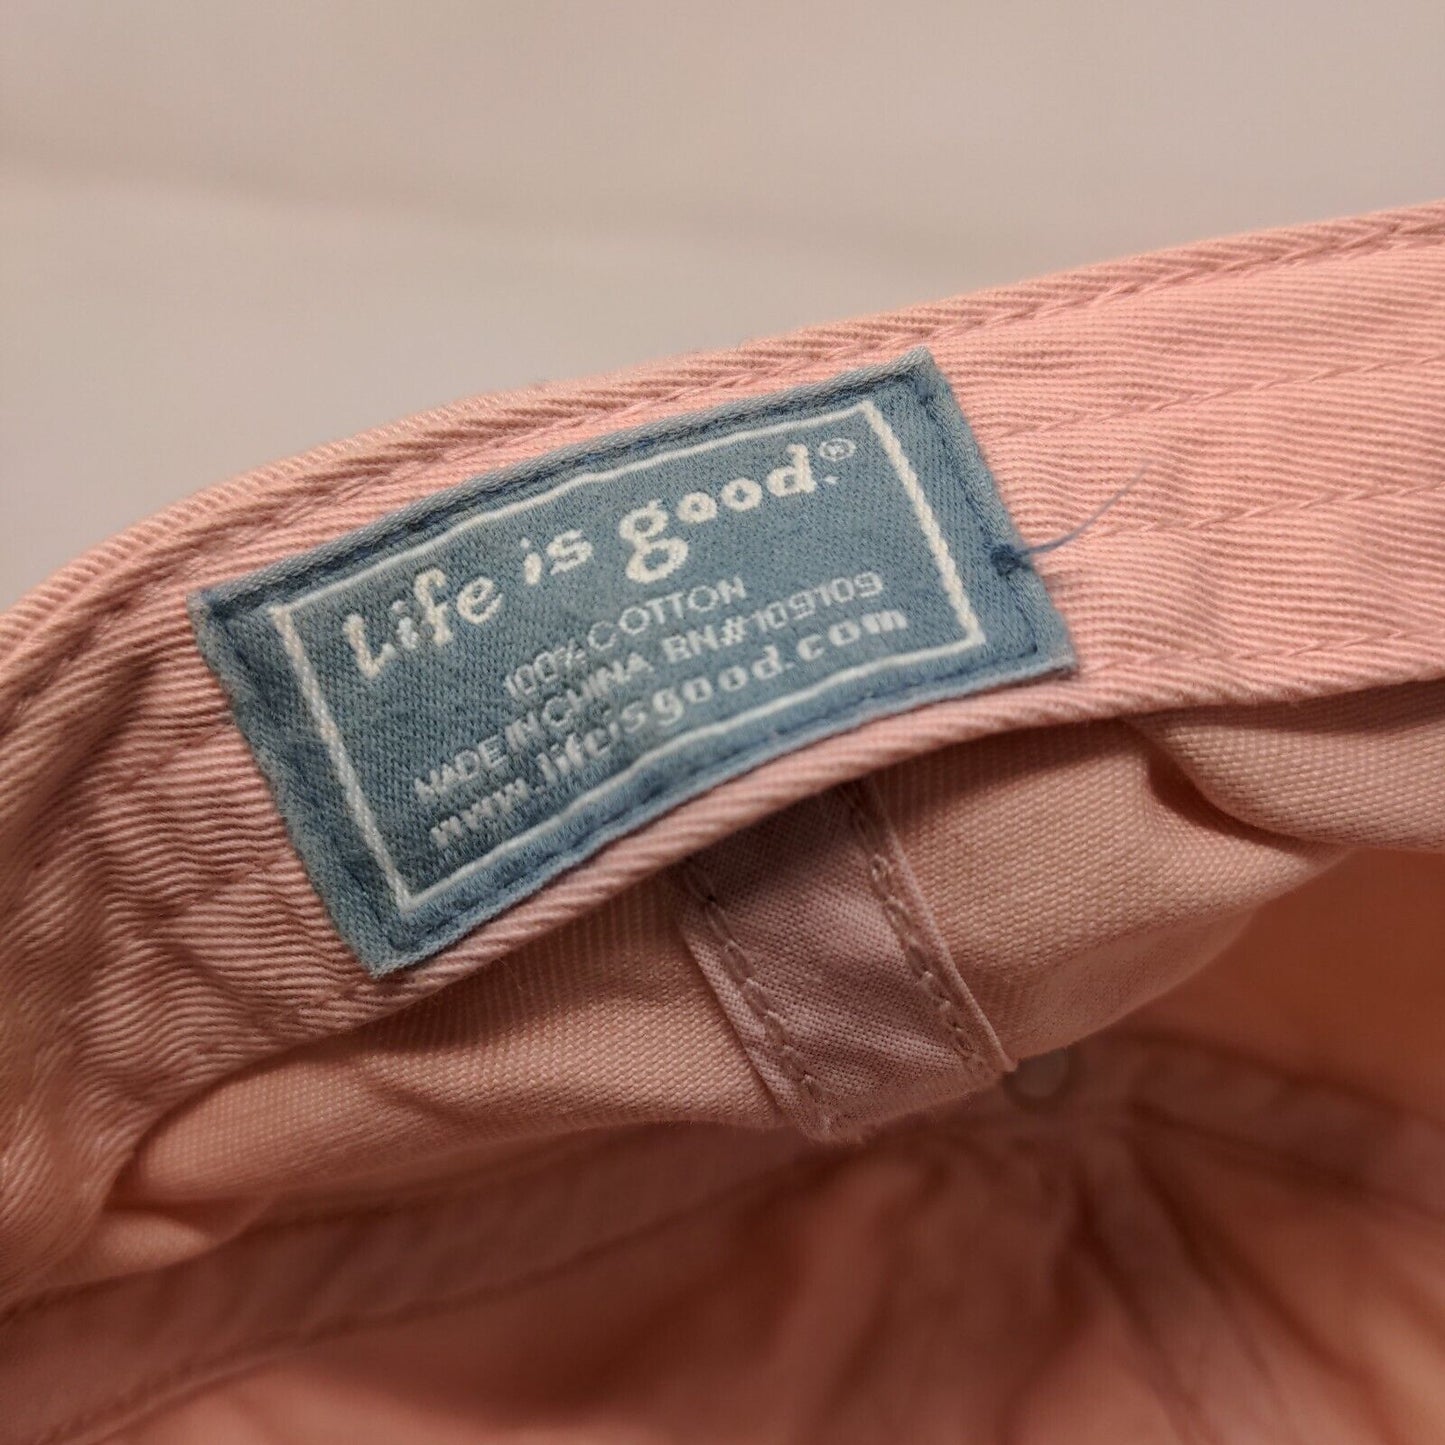 Life is good.®
100% COTTON
MADE IN CHINA RN#109109
www.lifeisgood.com